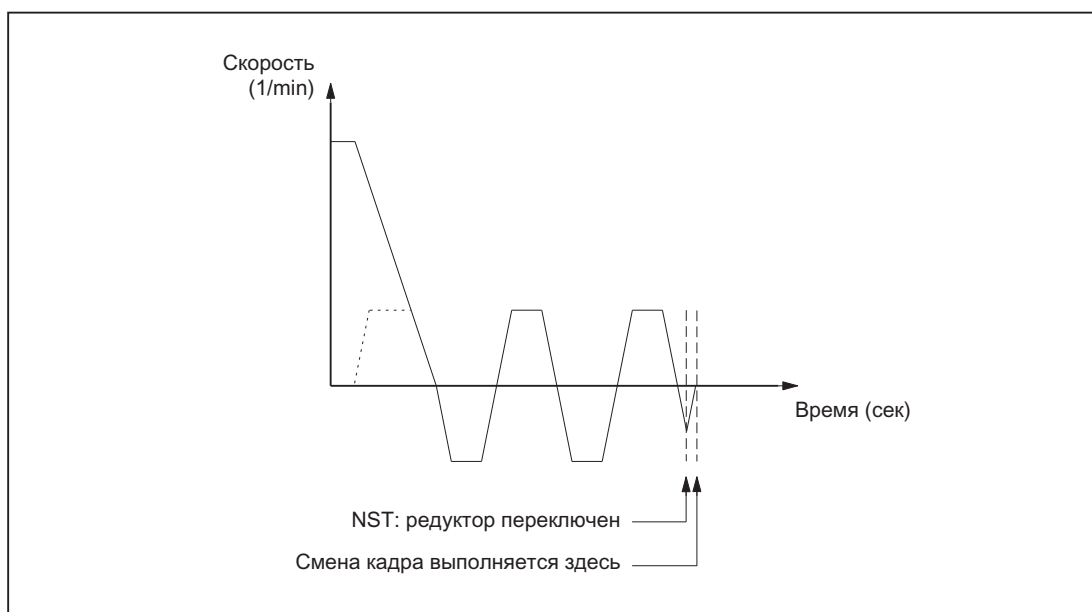 Скорость
(1/min)
Время (сек)
NST: редуктор переключен
Смена кадра выполняется здесь